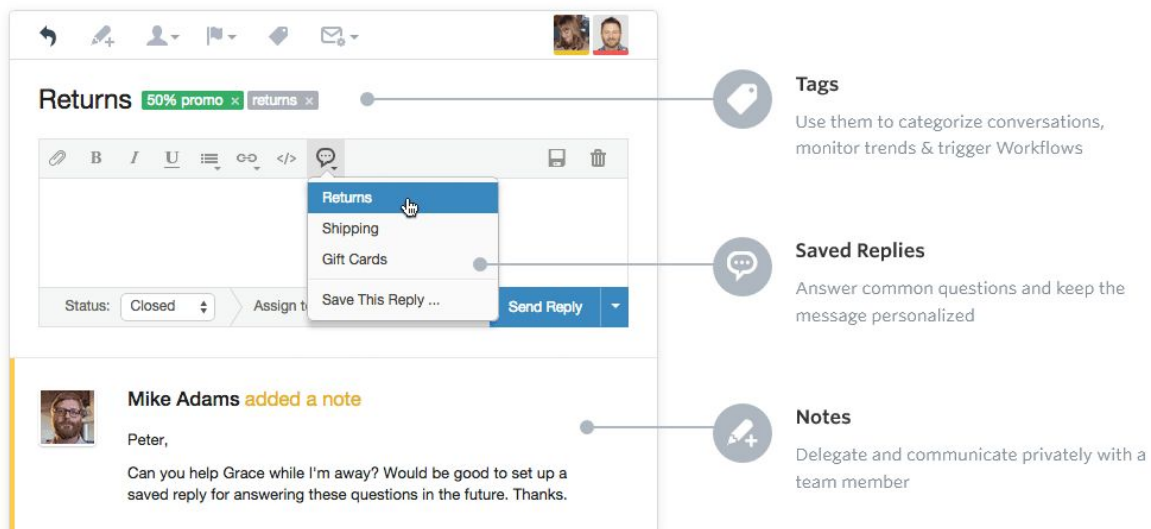 Returns 50% promo × returns ×
B I U </>
Returns
Shipping
Gift Cards
Save This Reply ...
Status: Closed Assign t Send Reply
Mike Adams added a note
Peter,
Can you help Grace while I'm away? Would be good to set up a
saved reply for answering these questions in the future. Thanks.
Tags
Use them to categorize conversations,
monitor trends & trigger Workflows
Saved Replies
Answer common questions and keep the
message personalized
Notes
Delegate and communicate privately with a
team member